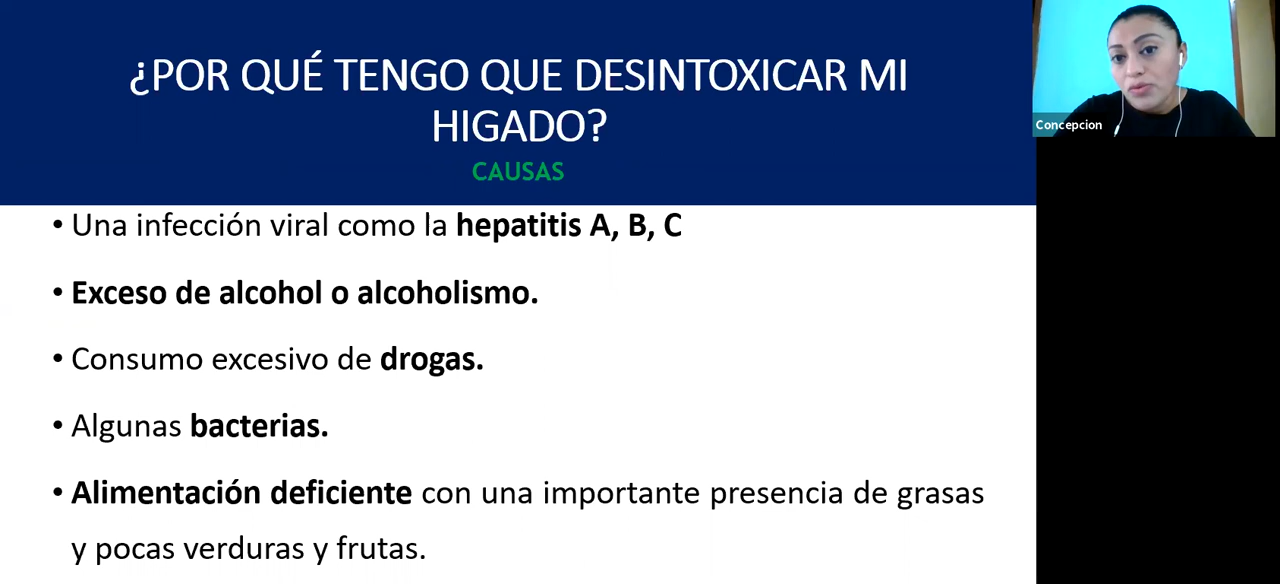 ¿POR QUÉ TENGO QUE DESINTOXICAR MI
HIGADO?
CAUSAS
Concepcion
• Una infección viral como la hepatitis A, B, C
• Exceso de alcohol o alcoholismo.
• Consumo excesivo de drogas.
• Algunas bacterias.
• Alimentación deficiente con una importante presencia de grasas
y pocas verduras y frutas.